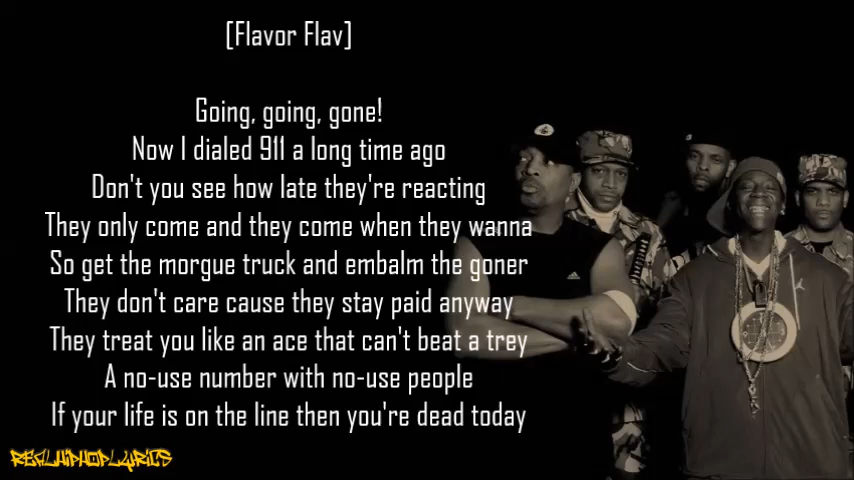 [Flavor Flav]
Going, going, gone!
Now I dialed 911 a long time ago
Don't you see how late they're reacting
They only come and they come when they wanna
So get the morgue truck and embalm the goner
They don't care cause they stay paid anyway
They treat you like an ace that can't beat a trey
A no-use number with no-use people
If your life is on the line then you're dead today
REALHIPHOPLYRICS